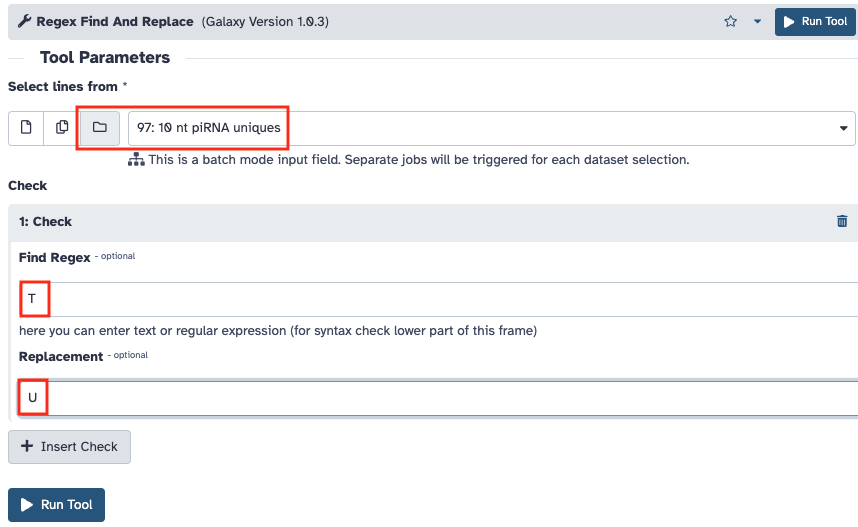 Regex Find And Replace (Galaxy Version 1.0.3) Run Tool
Tool Parameters
Select lines from *
97: 10 nt piRNA uniques
This is a batch mode input field. Separate jobs will be triggered for each dataset selection.
Check
1: Check
Find Regex - optional
T
here you can enter text or regular expression (for syntax check lower part of this frame)
Replacement - optional
U
Insert Check
Run Tool